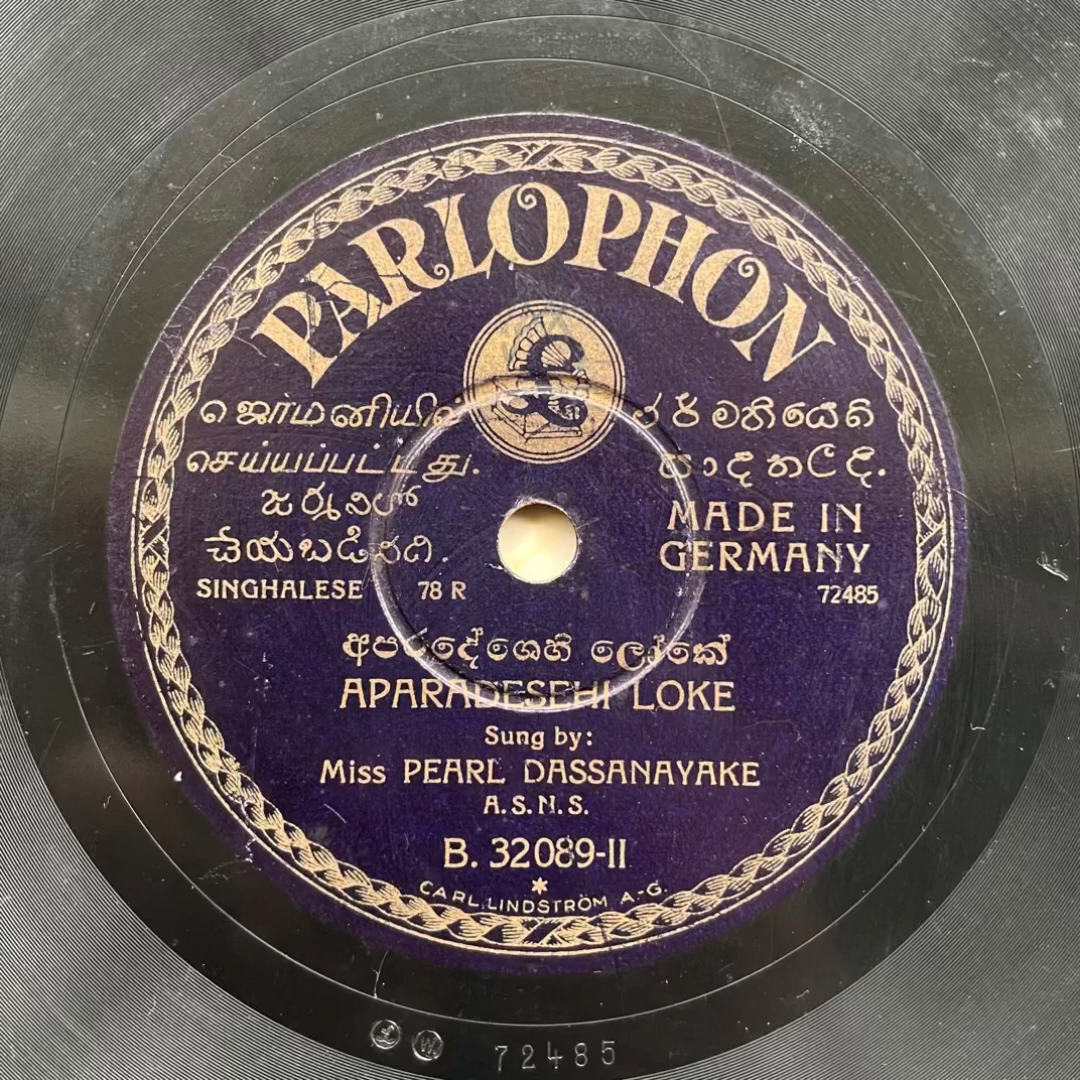 PARLOPHON
£
ஜெர்மனியில்
செய்யப்பட்டது.
ජර්මනියෙහි
සාදනලදි.
జర్మనిలో
చేయబడినది.
MADE IN
GERMANY
SINGHALESE 78 R 72485
අපරදේශෙහි ලෝකේ
APARADESEHI LOKE
Sung by:
Miss PEARL DASSANAYAKE
A.S.N.S.
B. 32089-II
CARL LINDSTRÖM A.-G.
£ W 72485